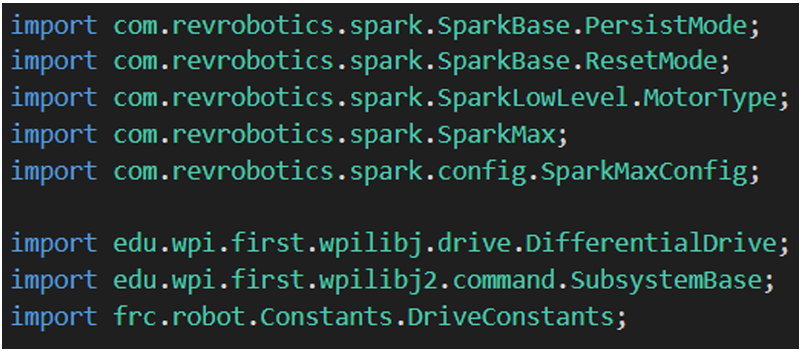 import com.revrobotics.spark.SparkBase.PersistMode;
import com.revrobotics.spark.SparkBase.ResetMode;
import com.revrobotics.spark.SparkLowLevel.MotorType;
import com.revrobotics.spark.SparkMax;
import com.revrobotics.spark.config.SparkMaxConfig;

import edu.wpi.first.wpilibj.drive.DifferentialDrive;
import edu.wpi.first.wpilibj2.command.SubsystemBase;
import frc.robot.Constants.DriveConstants;